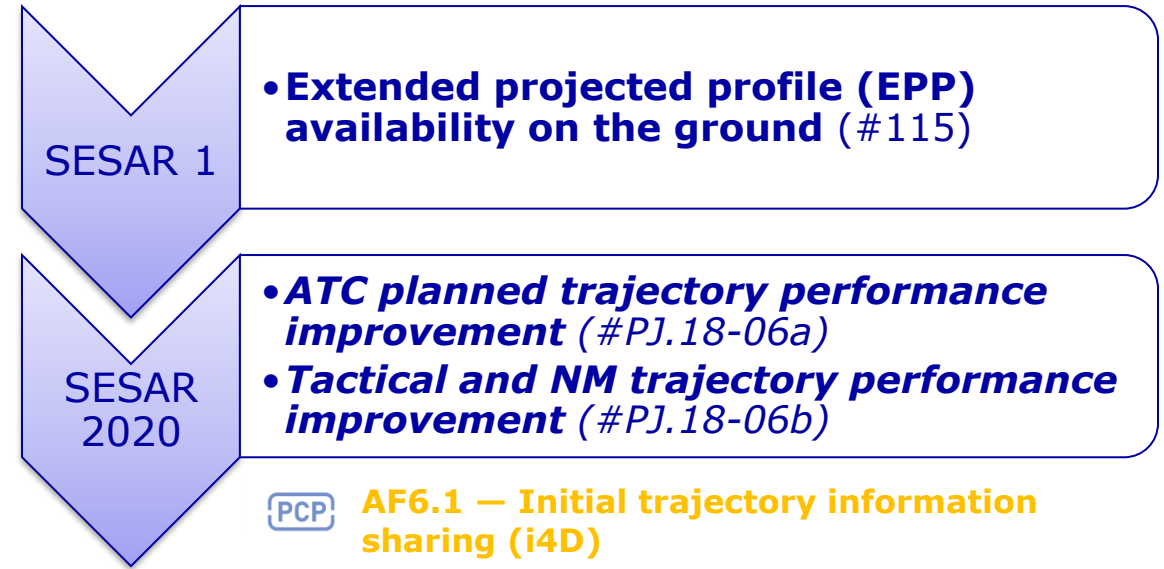 SESAR 1
•Extended projected profile (EPP)
availability on the ground (#115)
SESAR
2020
•ATC planned trajectory performance
improvement (#PJ.18-06a)
•Tactical and NM trajectory performance
improvement (#PJ.18-06b)
PCP
AF6.1 — Initial trajectory information
sharing (i4D)